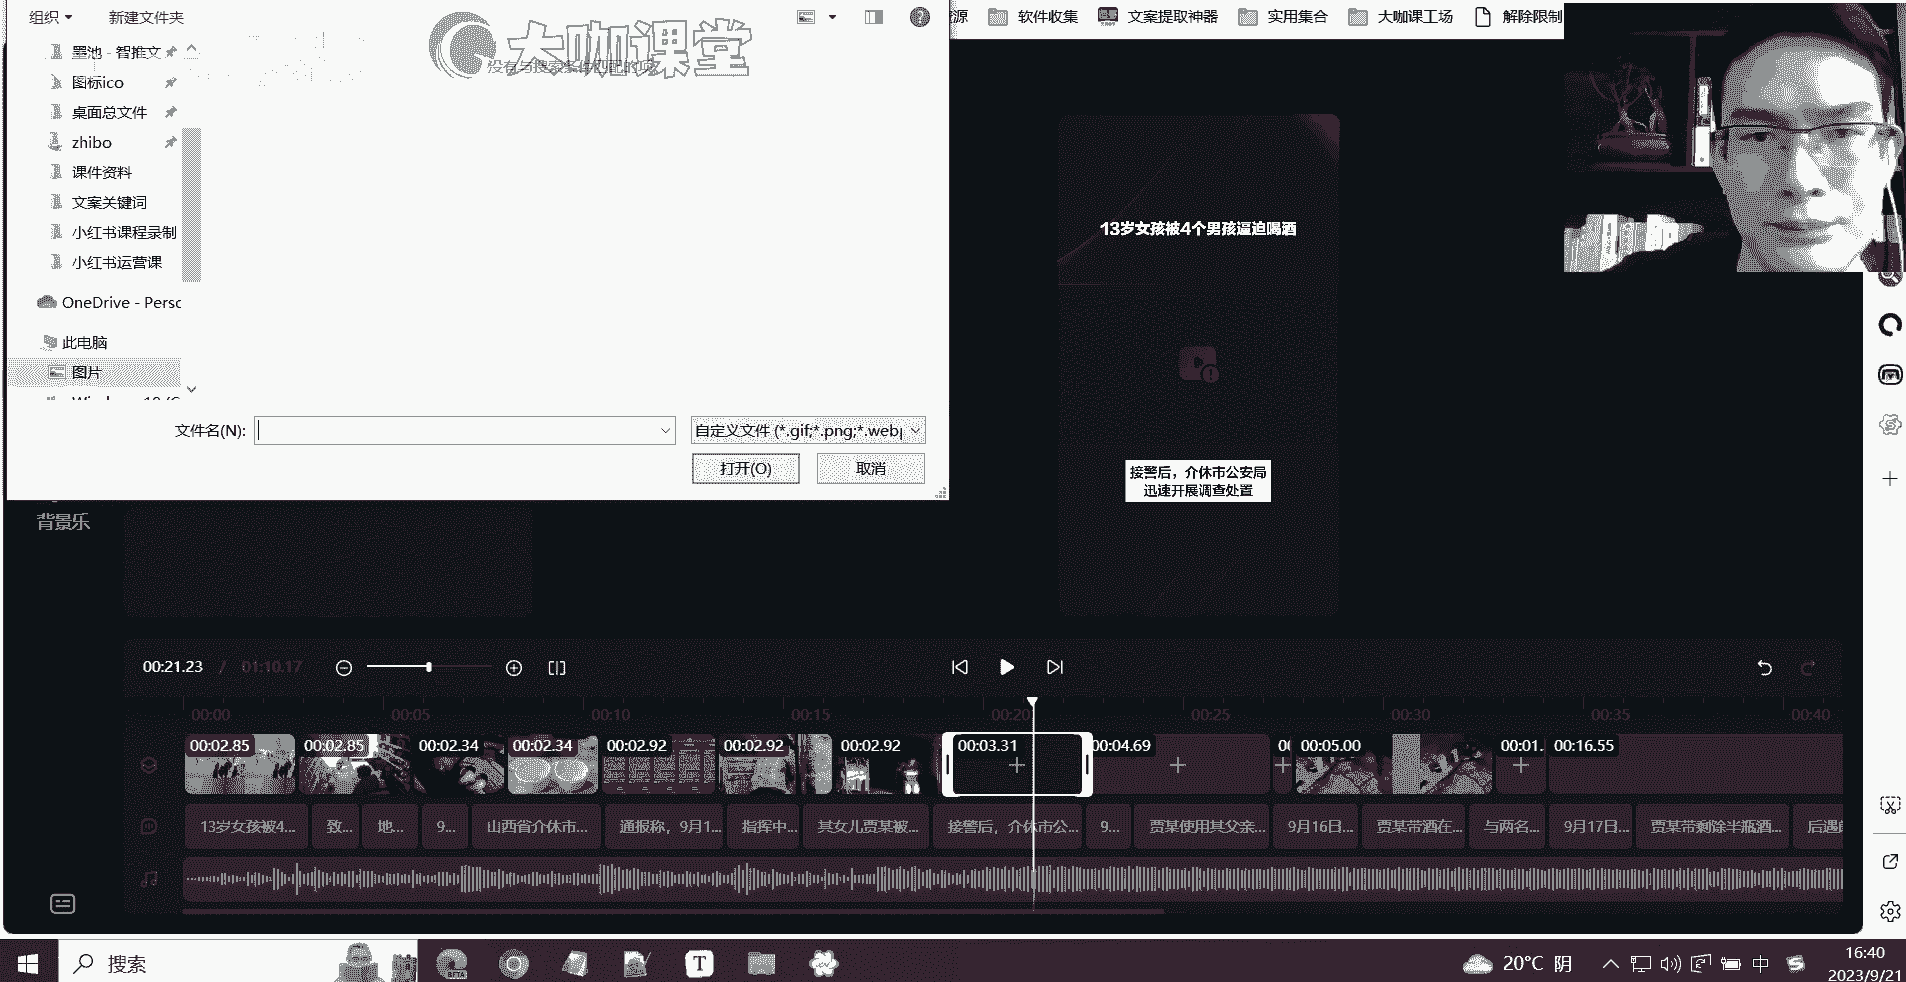 组织
新建文件夹
大咖课堂
没有与搜索条件匹配的项
墨池 - 智推文
图标ico
桌面总文件
zhibo
课件资料
文案关键词
小红书课程录制
小红书运营课
OneDrive - Persc
此电脑
图片
文件名(N):
自定义文件 (*.gif;*.png;*.web
打开(O)
取消
源
软件收集
文案提取神器
实用集合
大咖课工场
解除限制
13岁女孩被4个男孩逼迫喝酒
接警后，介休市公安局
迅速开展调查处置
背景乐
00:21.23 / 01:10.17
00:00 00:05 00:10 00:15 00:20 00:25 00:30 00:35 00:40
00:02.85 00:02.85 00:02.34 00:02.34 00:02.92 00:02.92 00:02.92 00:03.31 00:04.69 00:05.00 00:01. 00:16.55
13岁女孩被4... 致... 地... 9... 山西省介休市... 通报称，9月1... 指挥中... 其女儿贾某被... 接警后，介休市公... 9... 贾某使用其父亲... 9月16日... 贾某带酒在... 与两名... 9月17日... 贾某带剩除半瓶酒... 后遇
搜索
BETA
T
20°C 阴
中
16:40
2023/9/21